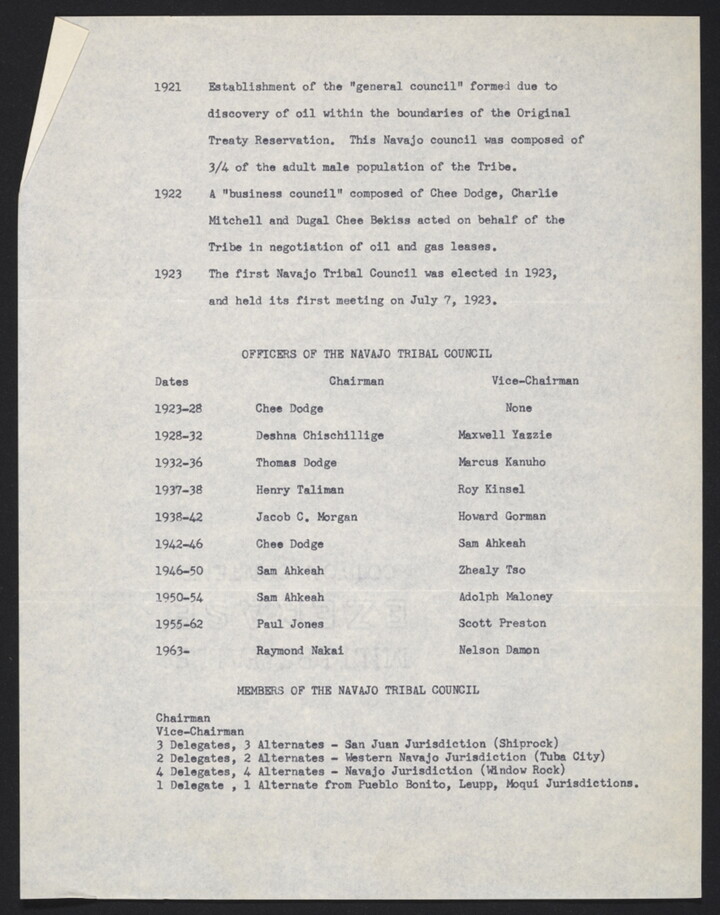 1921 Establishment of the "general council" formed due to
discovery of oil within the boundaries of the Original
Treaty Reservation. This Navajo council was composed of
3/4 of the adult male population of the Tribe.
1922 A "business council" composed of Chee Dodge, Charlie
Mitchell and Dugal Chee Bekiss acted on behalf of the
Tribe in negotiation of oil and gas leases.
1923 The first Navajo Tribal Council was elected in 1923,
and held its first meeting on July 7, 1923.
OFFICERS OF THE NAVAJO TRIBAL COUNCIL
Dates Chairman Vice-Chairman
1923-28 Chee Dodge None
1928-32 Deshna Chischillige Maxwell Yazzie
1932-36 Thomas Dodge Marcus Kanuho
1937-38 Henry Taliman Roy Kinsel
1938-42 Jacob C. Morgan Howard Gorman
1942-46 Chee Dodge Sam Ahkeah
1946-50 Sam Ahkeah Zhealy Tso
1950-54 Sam Ahkeah Adolph Maloney
1955-62 Paul Jones Scott Preston
1963- Raymond Nakai Nelson Damon
MEMBERS OF THE NAVAJO TRIBAL COUNCIL
Chairman
Vice-Chairman
3 Delegates, 3 Alternates - San Juan Jurisdiction (Shiprock)
2 Delegates, 2 Alternates - Western Navajo Jurisdiction (Tuba City)
4 Delegates, 4 Alternates - Navajo Jurisdiction (Window Rock)
1 Delegate , 1 Alternate from Pueblo Bonito, Leupp, Moqui Jurisdictions.